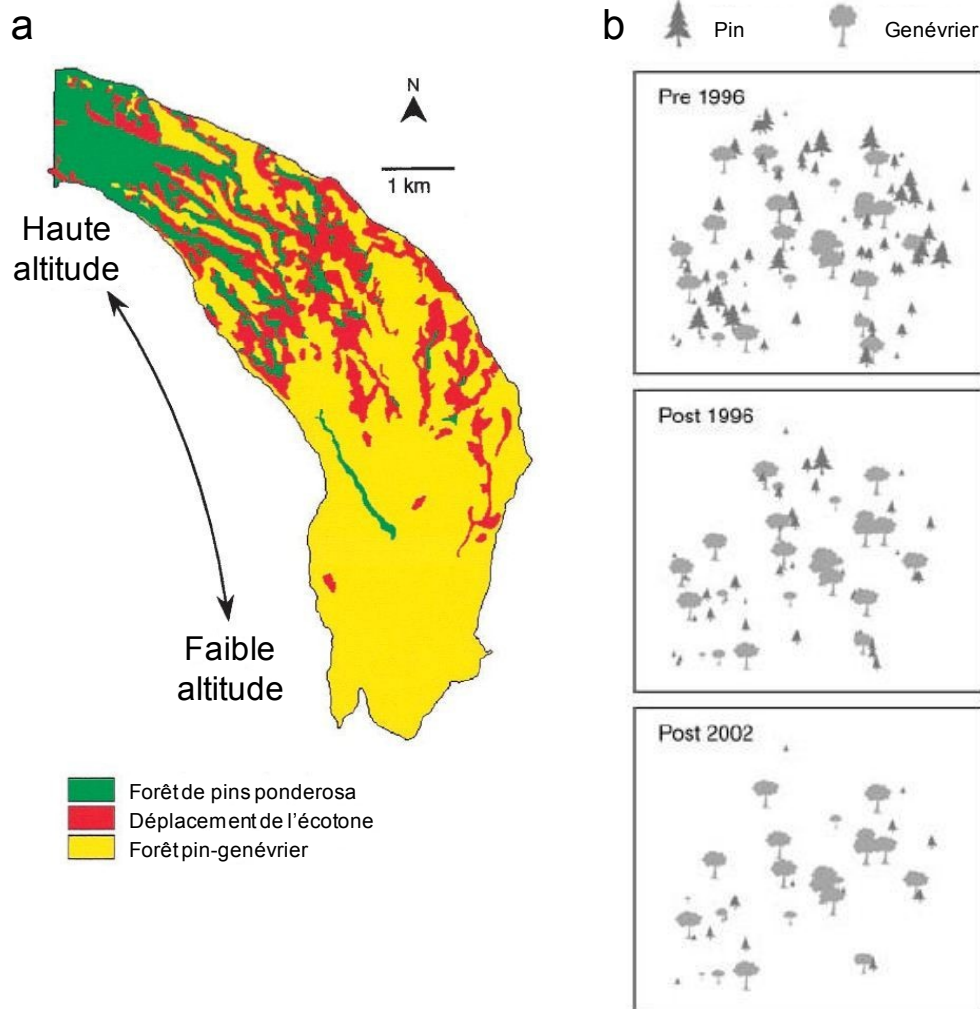 a
N
1 km
Haute
altitude
Faible
altitude
Forêt de pins ponderosa
Déplacement de l'écotone
Forêt pin-genévrier
b
Pin
Genévrier
Pre 1996
Post 1996
Post 2002